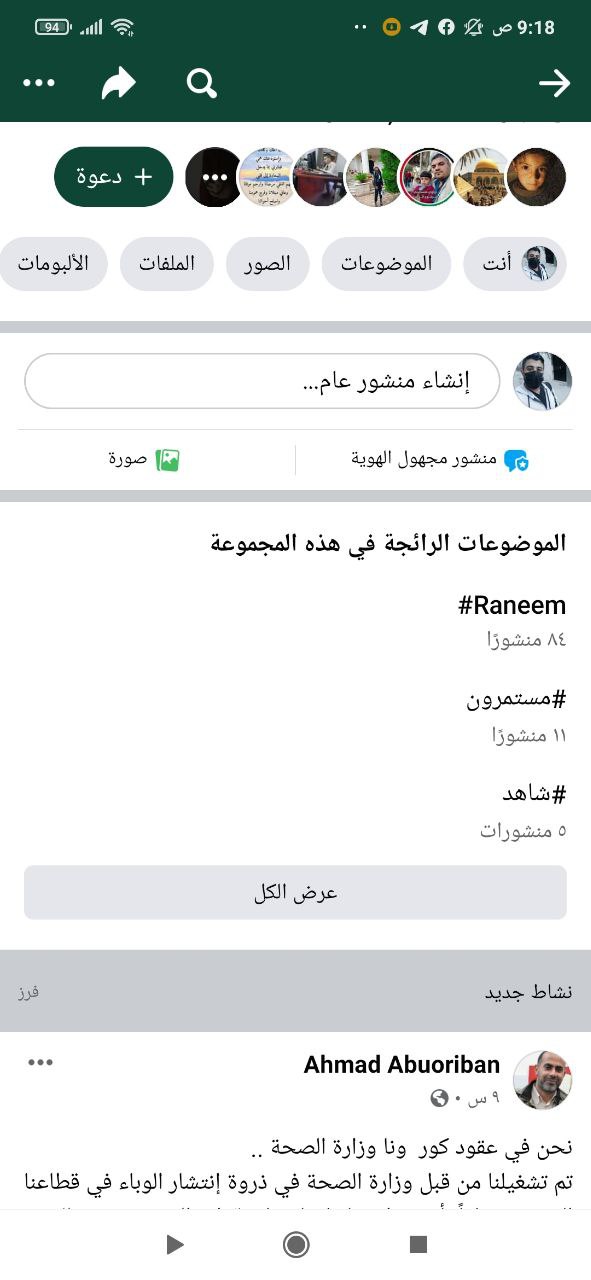 9:18 ص
94
+ دعوة
أنت
الموضوعات
الصور
الملفات
الألبومات
إنشاء منشور عام...
منشور مجهول الهوية
صورة
الموضوعات الرائجة في هذه المجموعة
#Raneem
٨٤ منشورًا
#مستمرون
١١ منشورًا
#شاهد
٥ منشورات
عرض الكل
نشاط جديد
فرز
Ahmad Abuoriban
٩ س •
نحن في عقود كور ونا وزارة الصحة ..
تم تشغيلنا من قبل وزارة الصحة في ذروة إنتشار الوباء في قطاعنا